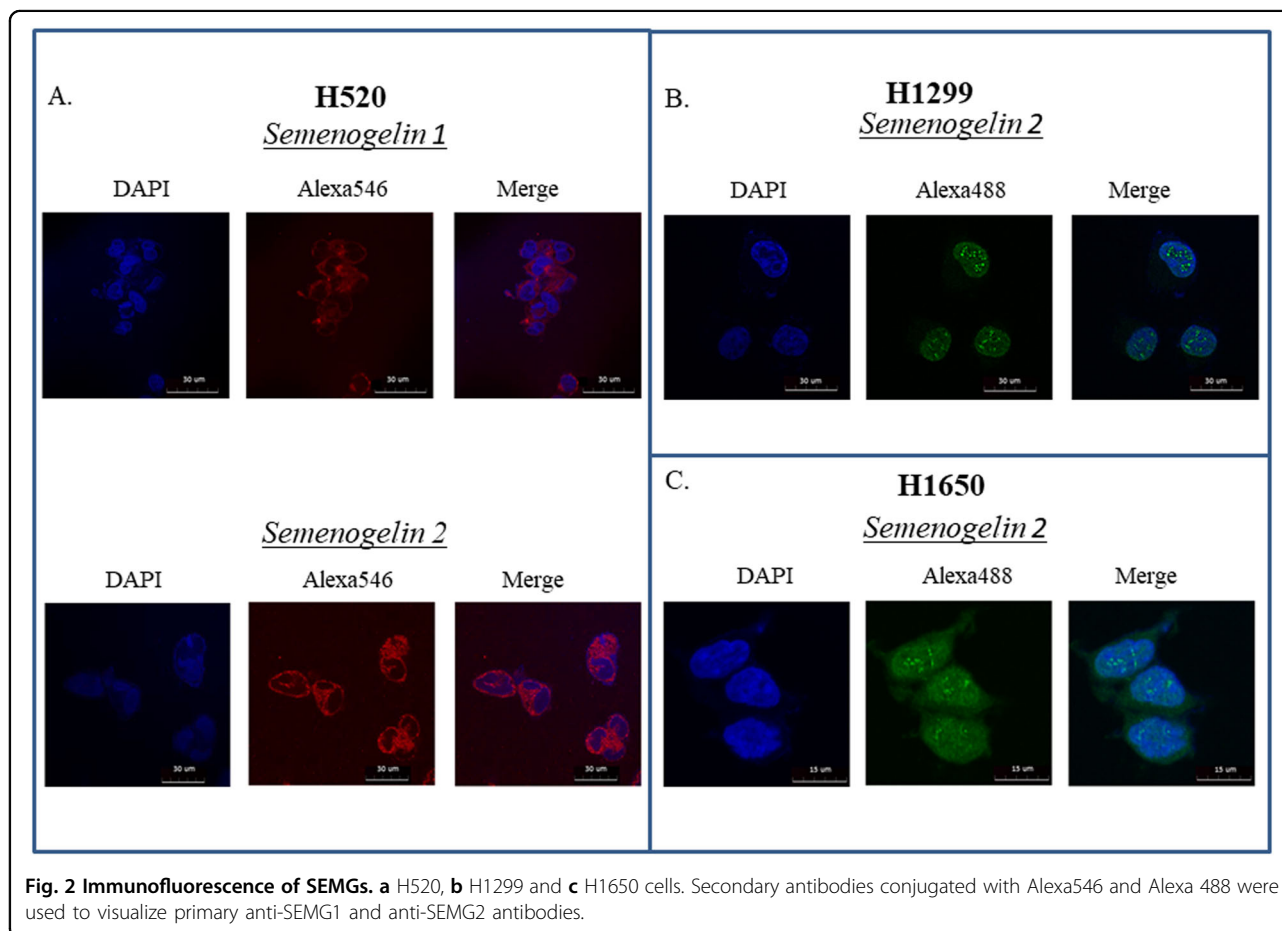 A.
H520
Semenogelin 1
DAPI Alexa546 Merge
30 um 30 um 30 um
Semenogelin 2
DAPI Alexa546 Merge
30 um 30 um 30 um
B.
H1299
Semenogelin 2
DAPI Alexa488 Merge
30 um 30 um 30 um
C.
H1650
Semenogelin 2
DAPI Alexa488 Merge
15 um 15 um 15 um
Fig. 2 Immunofluorescence of SEMGs. a H520, b H1299 and c H1650 cells. Secondary antibodies conjugated with Alexa546 and Alexa 488 were
used to visualize primary anti-SEMG1 and anti-SEMG2 antibodies.